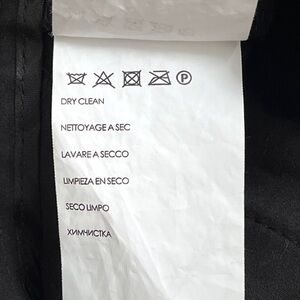 P
DRY CLEAN
NETTOYAGE A SEC
LAVARE A SECCO
LIMPIEZA EN SECO
SECO LIMPO
ХИМЧИСТКА